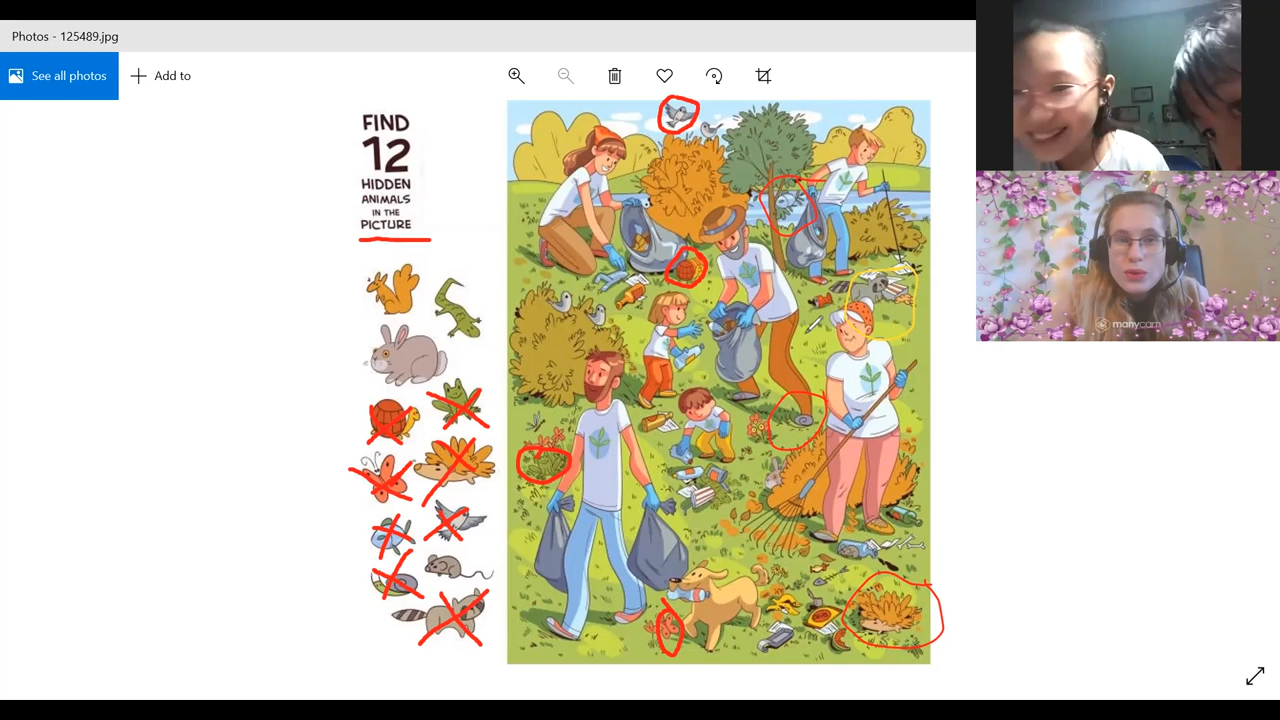 Photos - 125489.jpg
See all photos
Add to
FIND
12
HIDDEN
ANIMALS
IN THE
PICTURE
manycam